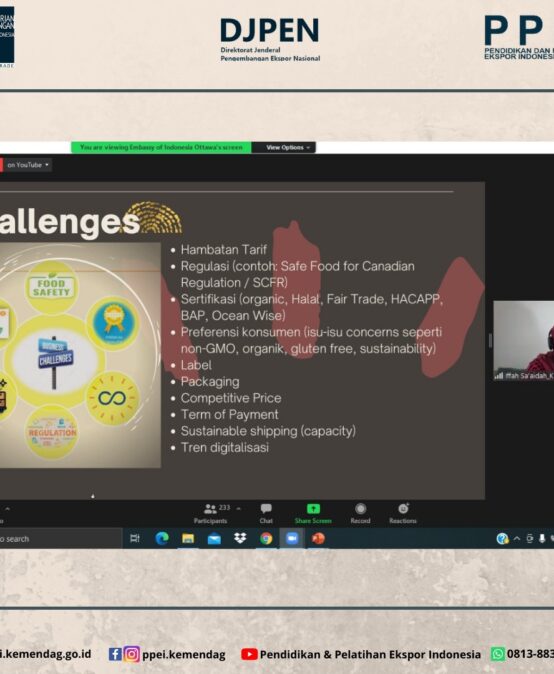 DJPEN
Direktorat Jenderal
Pengembangan Ekspor Nasional
PENDIDIKAN DAN
EKSPOR INDONESIA
You are viewing Embassy of Indonesia Ottawa's screen
View Options
on YouTube
allenges
Hambatan Tarif
Regulasi (contoh: Safe Food for Canadian
Regulation / SCFR)
Sertifikasi (organic, Halal, Fair Trade, HACAPP,
BAP, Ocean Wise)
Preferensi konsumen (isu-isu concerns seperti
non-GMO, organik, gluten free, sustainability)
Label
Packaging
Competitive Price
Term of Payment
Sustainable shipping (capacity)
Tren digitalisasi
FOOD
SAFETY
BUSINESS
CHALLENGES
REGULATION
Iffah Sa'aidah_K
233
Participants
Chat
Share Screen
Record
Reactions
o search
i.kemendag.go.id
ppei.kemendag
Pendidikan & Pelatihan Ekspor Indonesia
0813-883